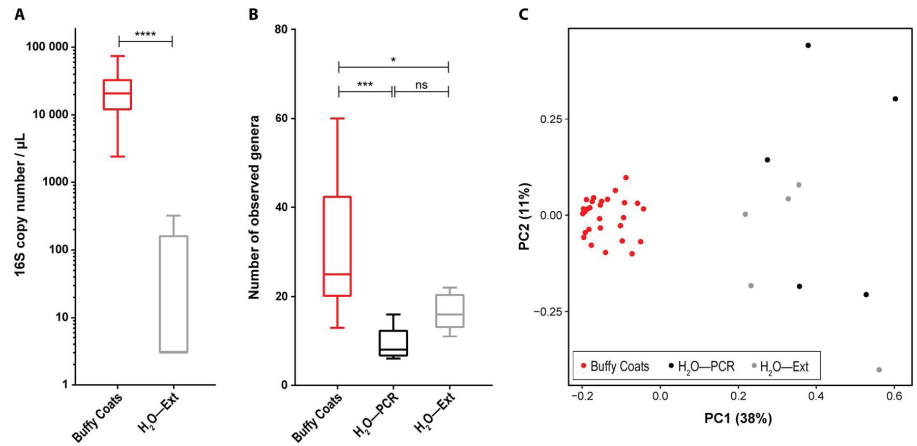 A
16S copy number / µL
100 000
10 000
1000
100
10
1
****
Buffy Coats
H2O—Ext
B
Number of observed genera
80
60
40
20
0
*
***
ns
Buffy Coats
H2O—PCR
H2O—Ext
C
PC2 (11%)
0.25
0.00
−0.25
Buffy Coats
H2O—PCR
H2O—Ext
−0.2
0.0
0.2
0.4
0.6
PC1 (38%)